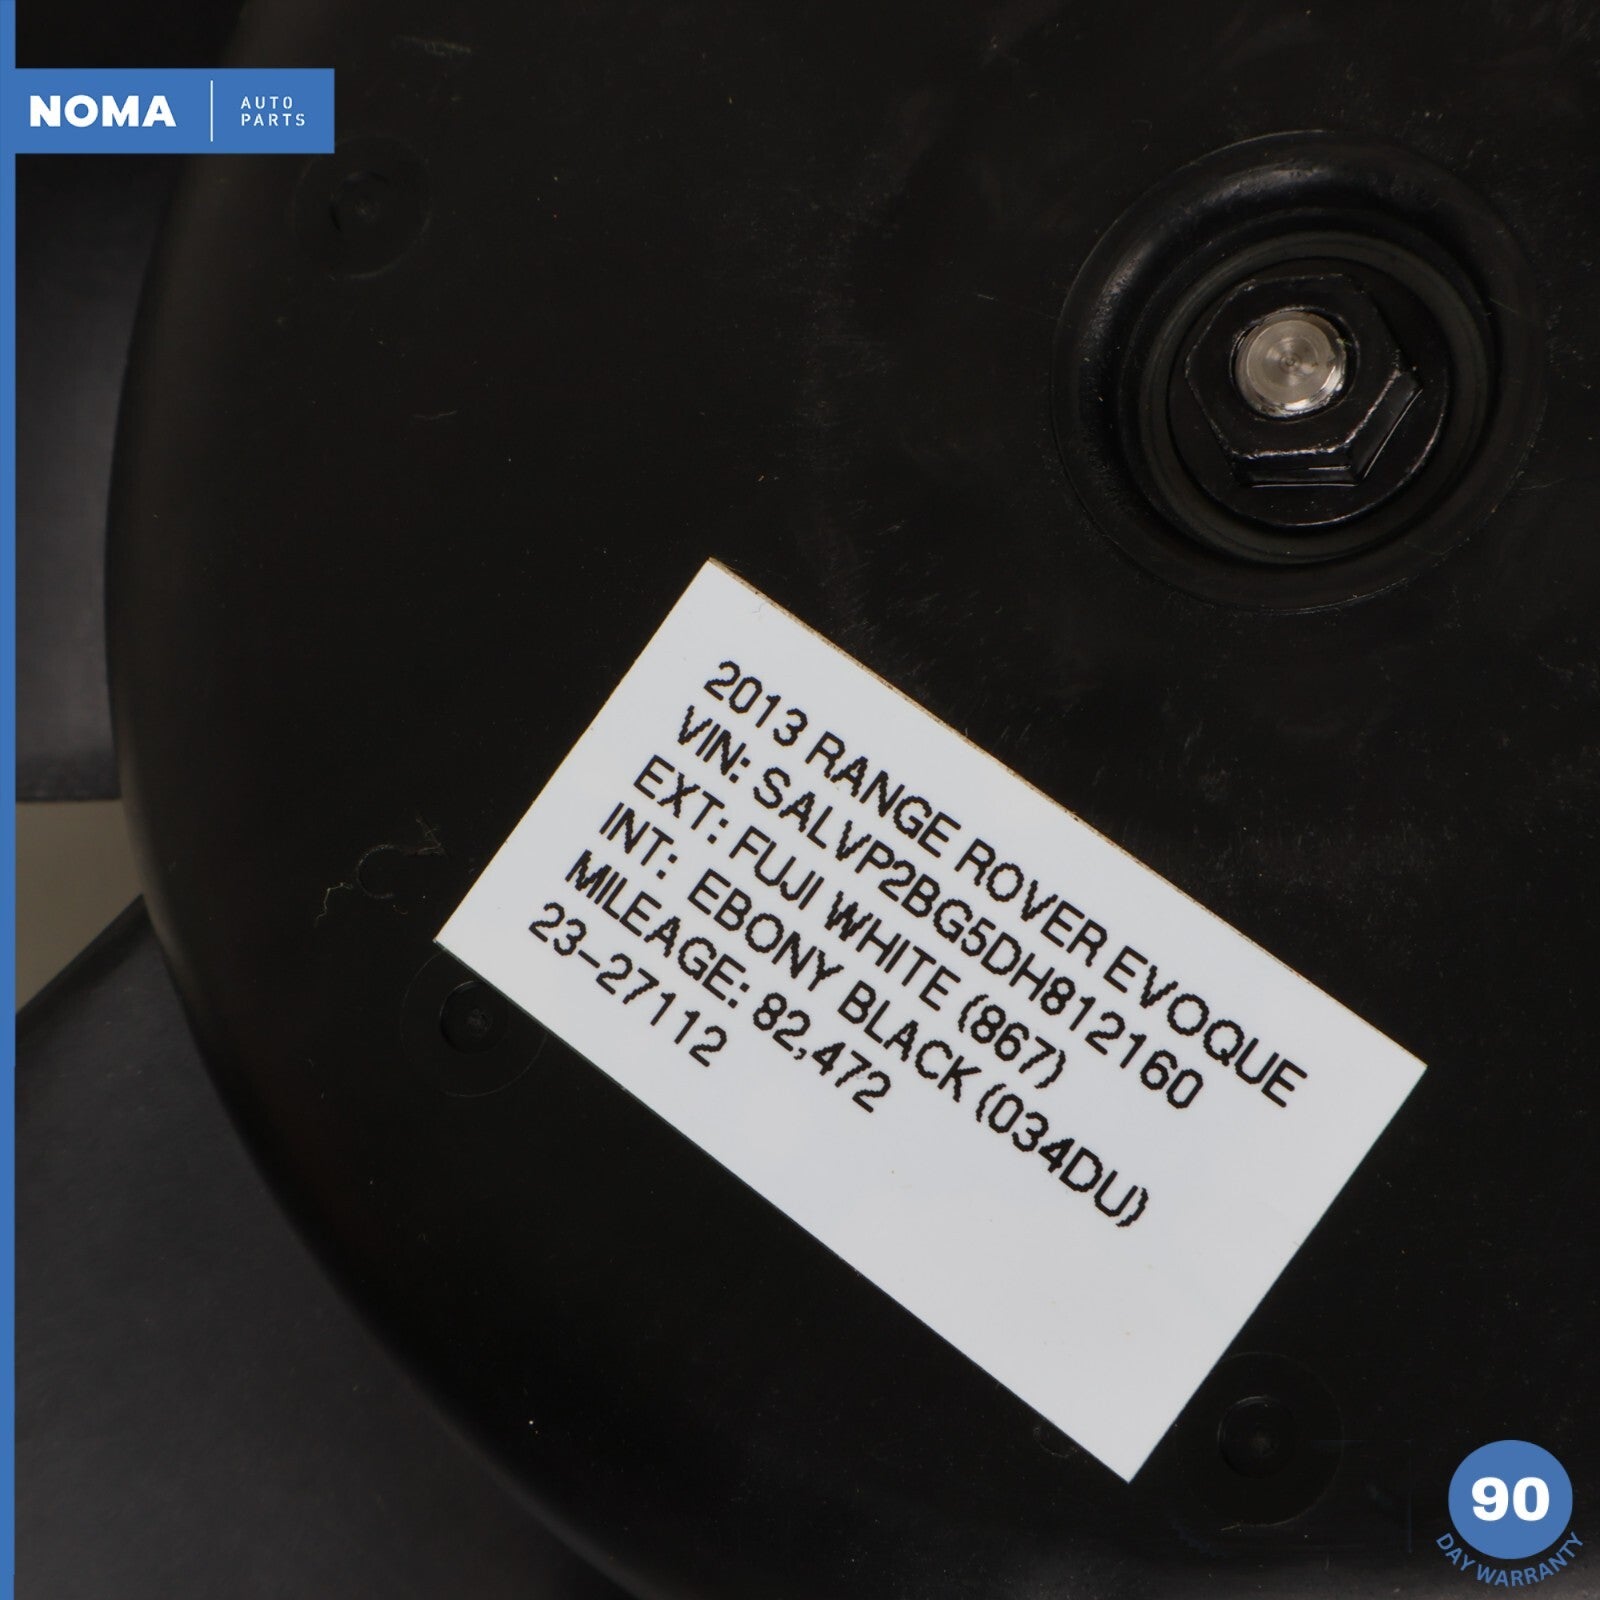 NOMA
AUTO
PARTS
2013 RANGE ROVER EVOQUE
VIN: SALVP2BG5DH812160
EXT: FUJI WHITE (867)
INT: EBONY BLACK (034DU)
MILEAGE: 82,472
23-27112
90
DAY WARRANTY